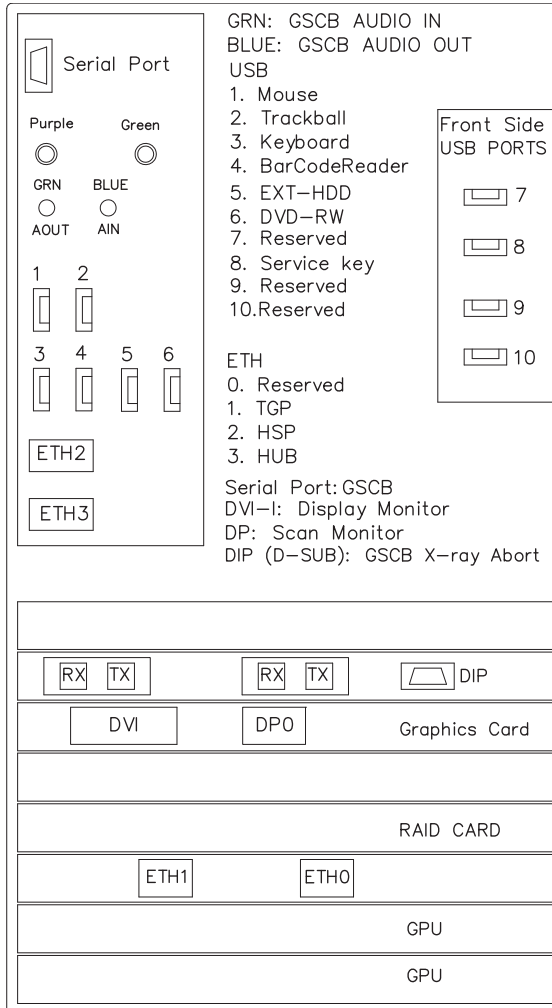 Serial Port
Purple Green
GRN BLUE
AOUT AIN
1 2
3 4 5 6
ETH2
ETH3
GRN: GSCB AUDIO IN
BLUE: GSCB AUDIO OUT
USB
1. Mouse
2. Trackball
3. Keyboard
4. BarCodeReader
5. EXT-HDD
6. DVD-RW
7. Reserved
8. Service key
9. Reserved
10.Reserved
ETH
0. Reserved
1. TGP
2. HSP
3. HUB
Serial Port: GSCB
DVI-I: Display Monitor
DP: Scan Monitor
DIP (D-SUB): GSCB X-ray Abort
Front Side
USB PORTS
7
8
9
10
RX TX RX TX DIP
DVI DP0 Graphics Card
RAID CARD
ETH1 ETH0
GPU
GPU